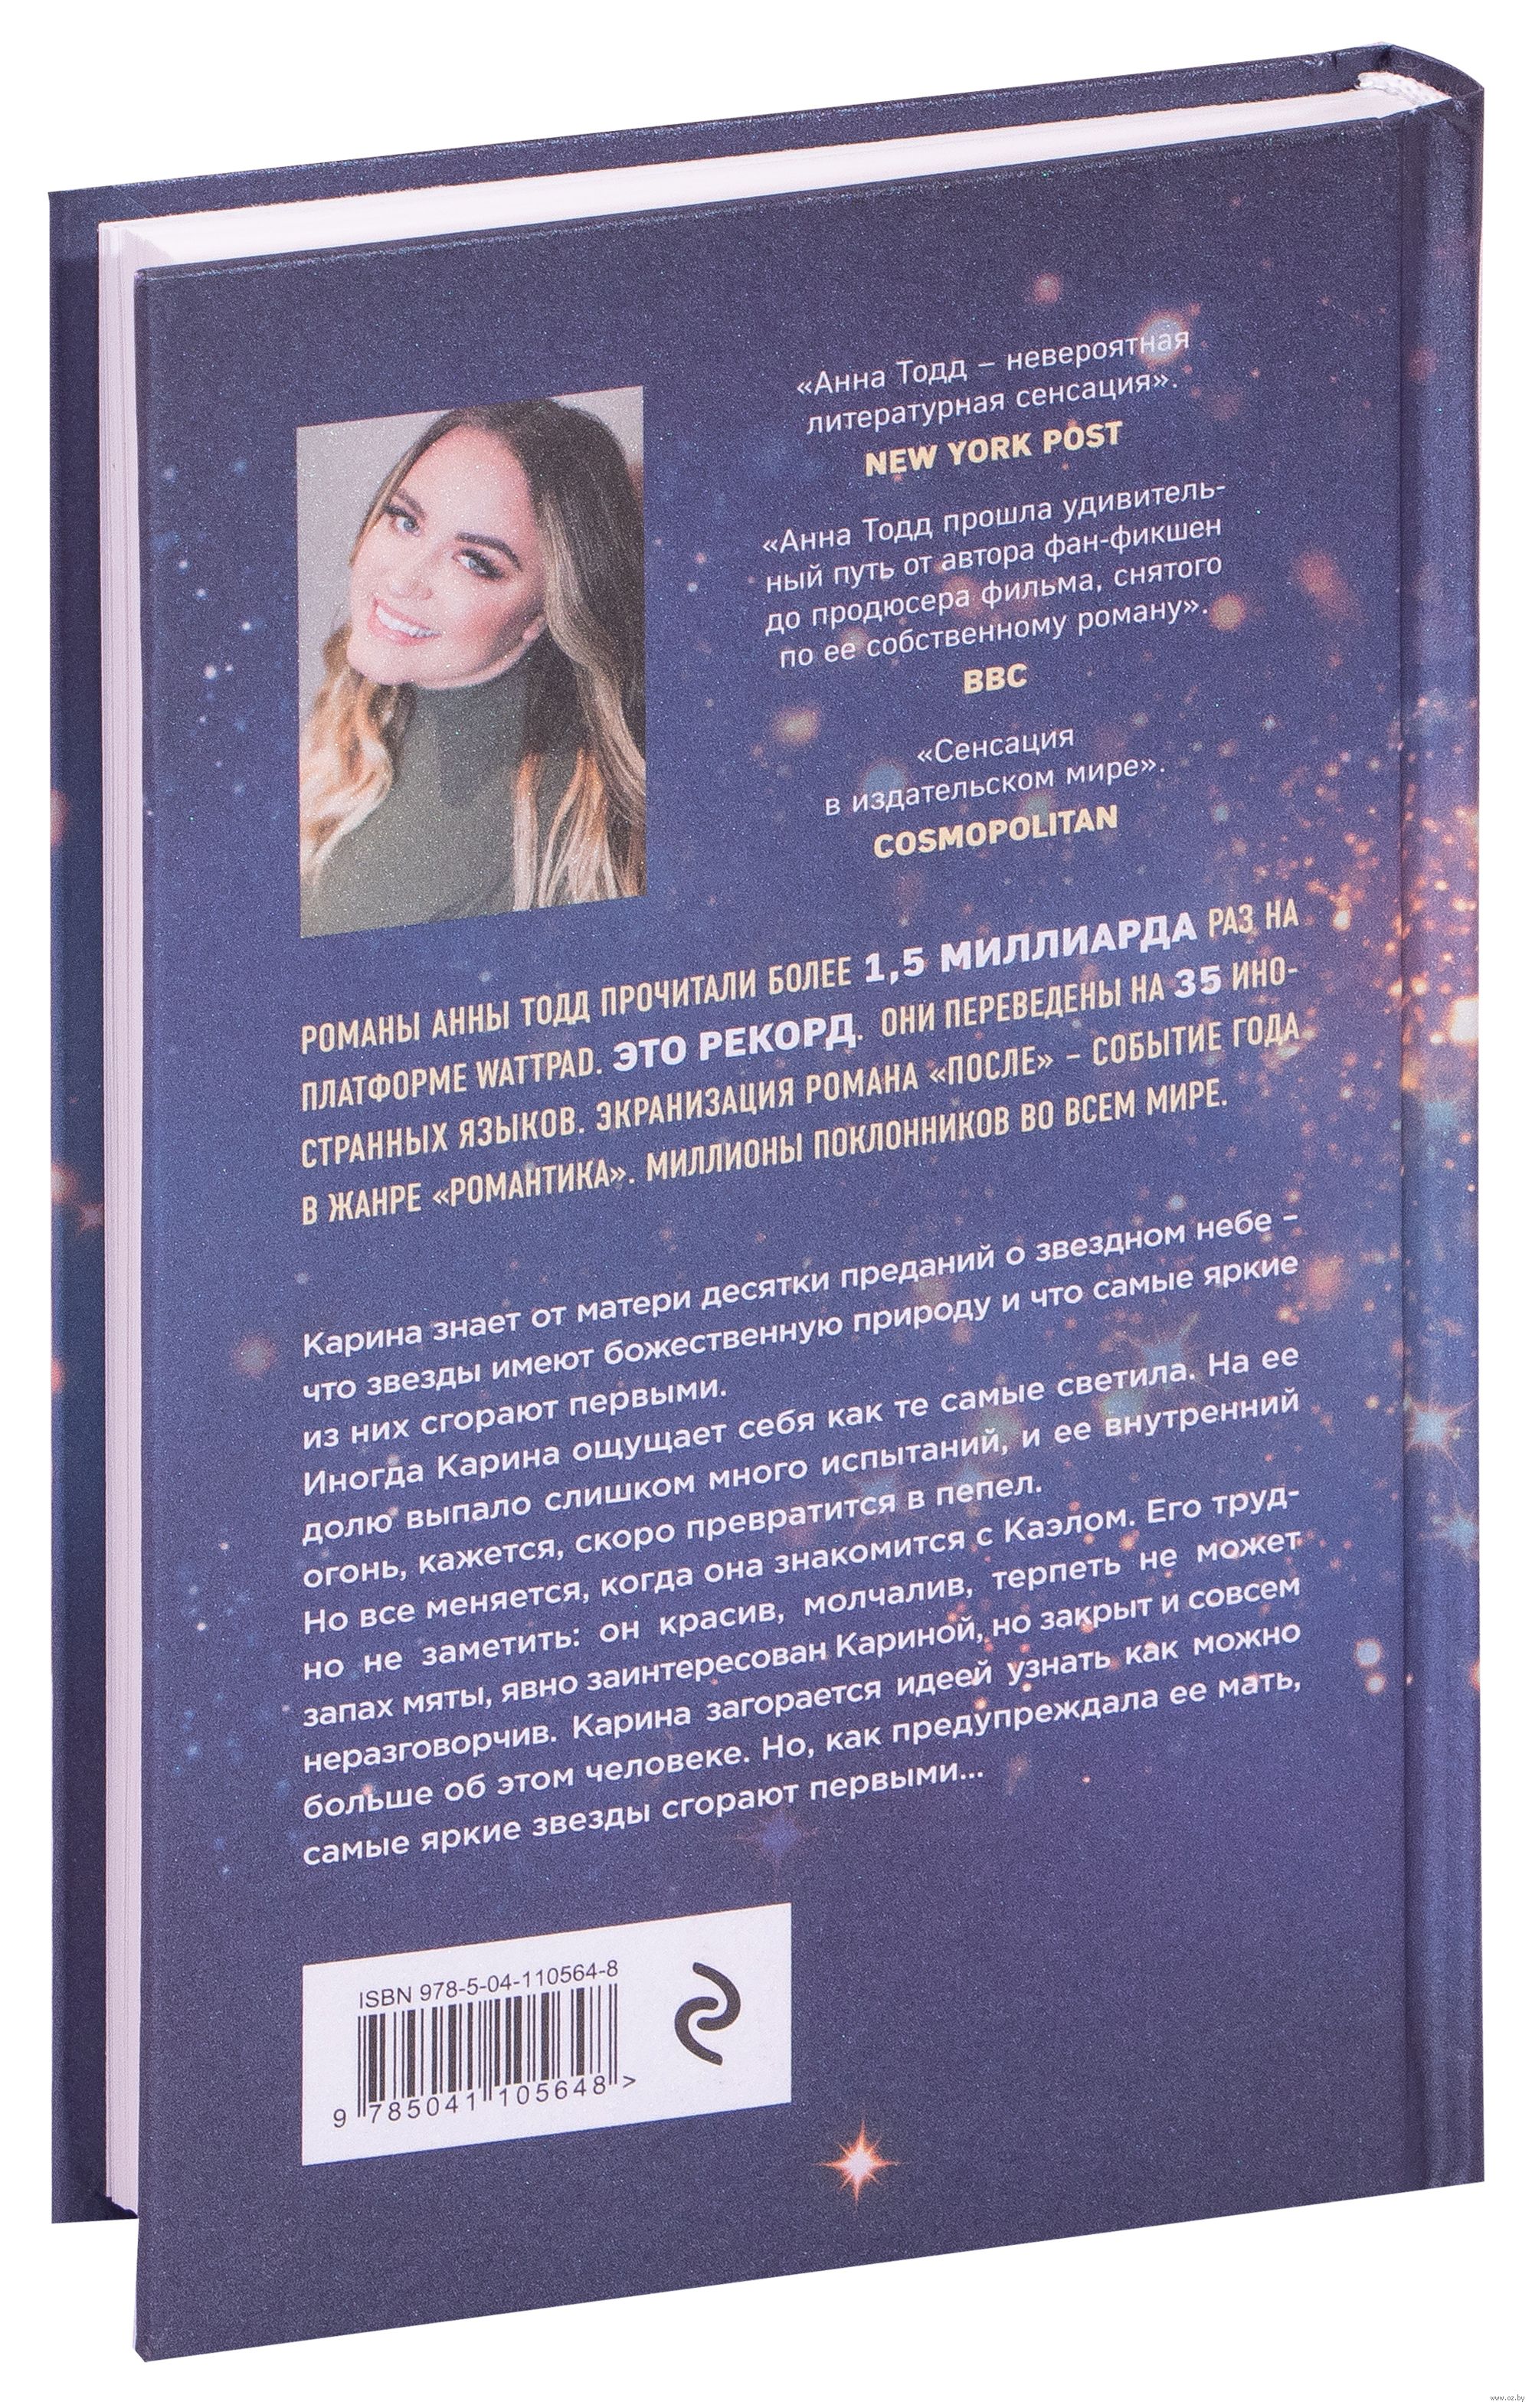 «Анна Тодд – невероятная
литературная сенсация».
NEW YORK POST
«Анна Тодд прошла удивитель-
ный путь от автора фан-фикшен
до продюсера фильма, снятого
по ее собственному роману».
BBC
«Сенсация
в издательском мире».
COSMOPOLITAN
РОМАНЫ АННЫ ТОДД ПРОЧИТАЛИ БОЛЕЕ 1,5 МИЛЛИАРДА РАЗ НА
ПЛАТФОРМЕ WATTPAD. ЭТО РЕКОРД. ОНИ ПЕРЕВЕДЕНЫ НА 35 ИНО-
СТРАННЫХ ЯЗЫКОВ. ЭКРАНИЗАЦИЯ РОМАНА «ПОСЛЕ» – СОБЫТИЕ ГОДА
В ЖАНРЕ «РОМАНТИКА». МИЛЛИОНЫ ПОКЛОННИКОВ ВО ВСЕМ МИРЕ.
Карина знает от матери десятки преданий о звездном небе –
что звезды имеют божественную природу и что самые яркие
из них сгорают первыми.
Иногда Карина ощущает себя как те самые светила. На ее
долю выпало слишком много испытаний, и ее внутренний
огонь, кажется, скоро превратится в пепел.
Но все меняется, когда она знакомится с Каэлом. Его труд-
но не заметить: он красив, молчалив, терпеть не может
запах мяты, явно заинтересован Кариной, но закрыт и совсем
неразговорчив. Карина загорается идеей узнать как можно
больше об этом человеке. Но, как предупреждала ее мать,
самые яркие звезды сгорают первыми...
ISBN 978-5-04-110564-8
9 785041 105648 >
www.oz.by